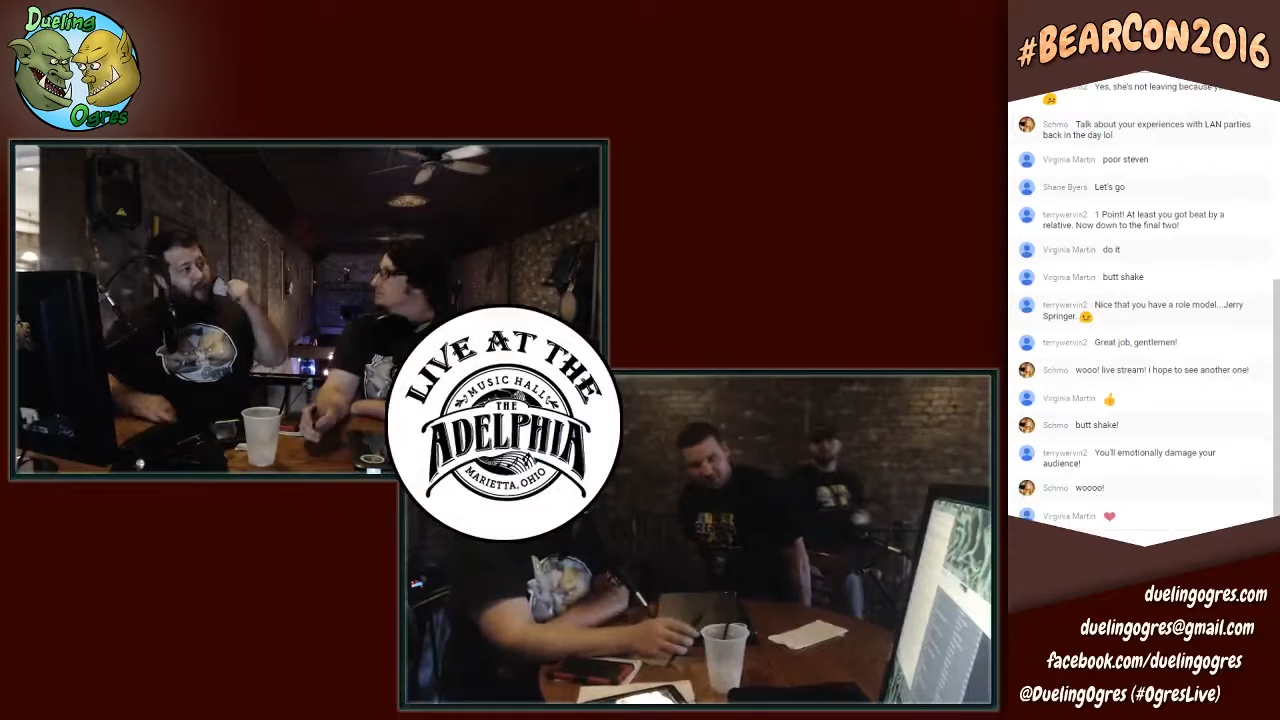 Dueling
Ogres
LIVE AT THE
MUSIC HALL
THE
ADELPHIA
MARIETTA, OHIO
#BEARCON2016
Yes, she's not leaving because
Schmo Talk about your experiences with LAN parties
back in the day lol
Virginia Martin poor steven
Shane Byers Let's go
terrywervin2 1 Point! At least you got beat by a
relative. Now down to the final two!
Virginia Martin do it
Virginia Martin butt shake
terrywervin2 Nice that you have a role model...Jerry
Springer. 😉
terrywervin2 Great job, gentlemen!
Schmo wooo! live stream! i hope to see another one!
Virginia Martin 👍
Schmo butt shake!
terrywervin2 You'll emotionally damage your
audience!
Schmo woooo!
Virginia Martin ❤
duelingogres.com
duelingogres@gmail.com
facebook.com/duelingogres
@DuelingOgres (#OgresLive)